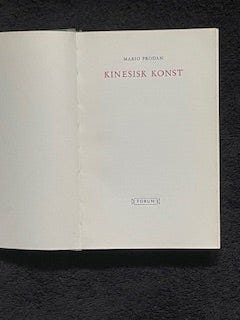 MARIO PRODAN
KINESISK KONST
FORUM